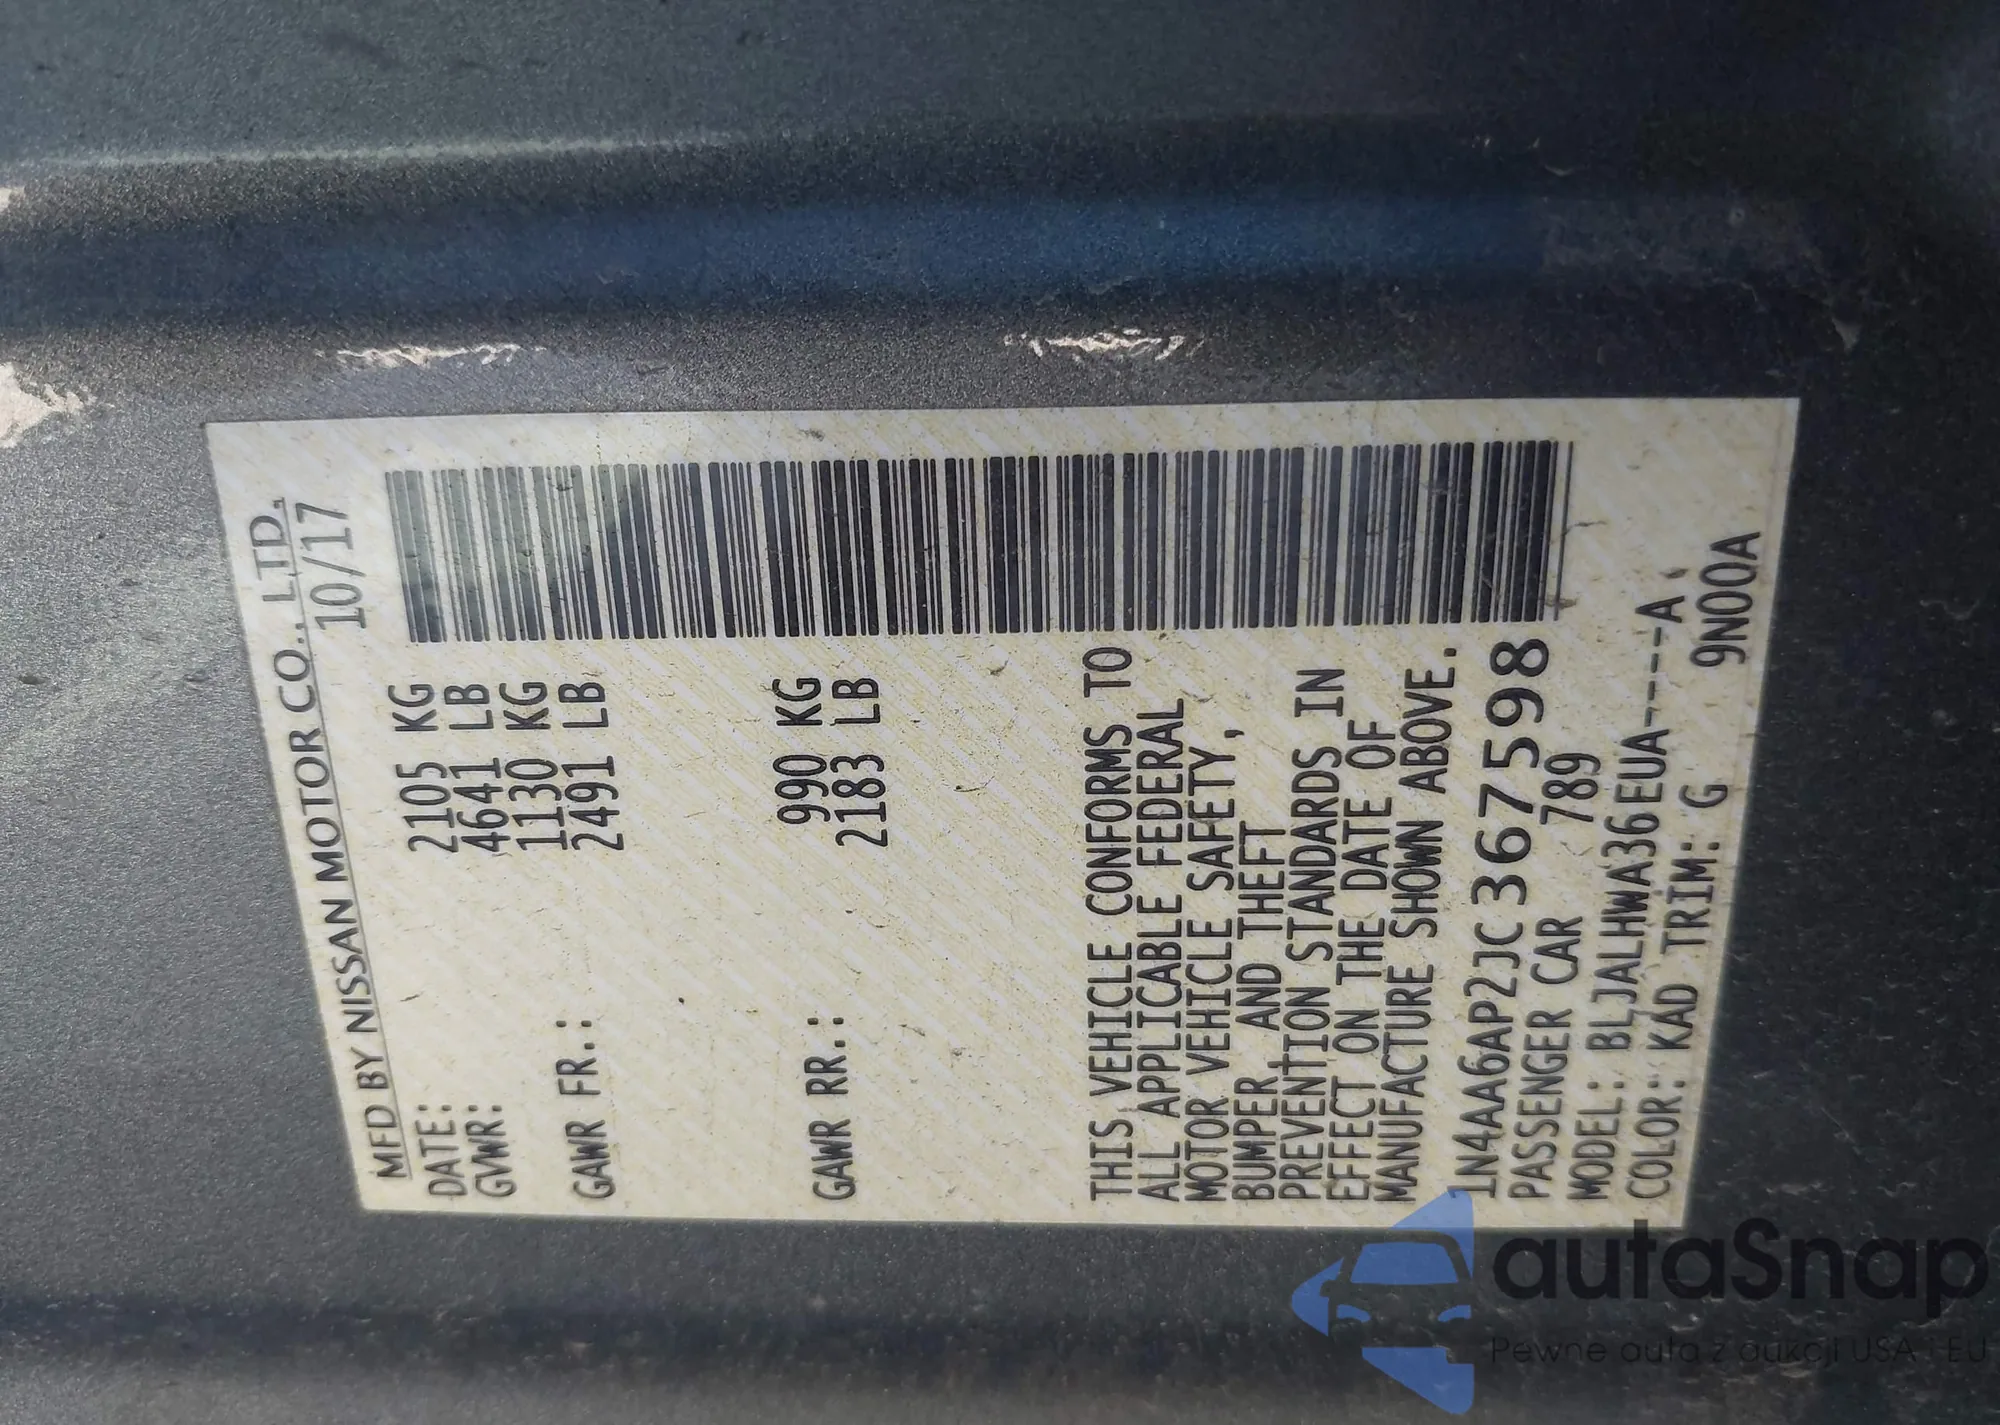 MFD BY NISSAN MOTOR CO., LTD.
DATE: 10/17
GVWR: 2105 KG
4641 LB
GAWR FR.: 1130 KG
2491 LB
GAWR RR.: 990 KG
2183 LB
THIS VEHICLE CONFORMS TO
ALL APPLICABLE FEDERAL
MOTOR VEHICLE SAFETY,
BUMPER, AND THEFT
PREVENTION STANDARDS IN
EFFECT ON THE DATE OF
MANUFACTURE SHOWN ABOVE.
1N4AA6AP2JC367598
PASSENGER CAR 789
MODEL: BLJALHWA36EUA----A
COLOR: KAD TRIM: G 9N00A
autaSnap
Pewne auta z aukcji USA i EU